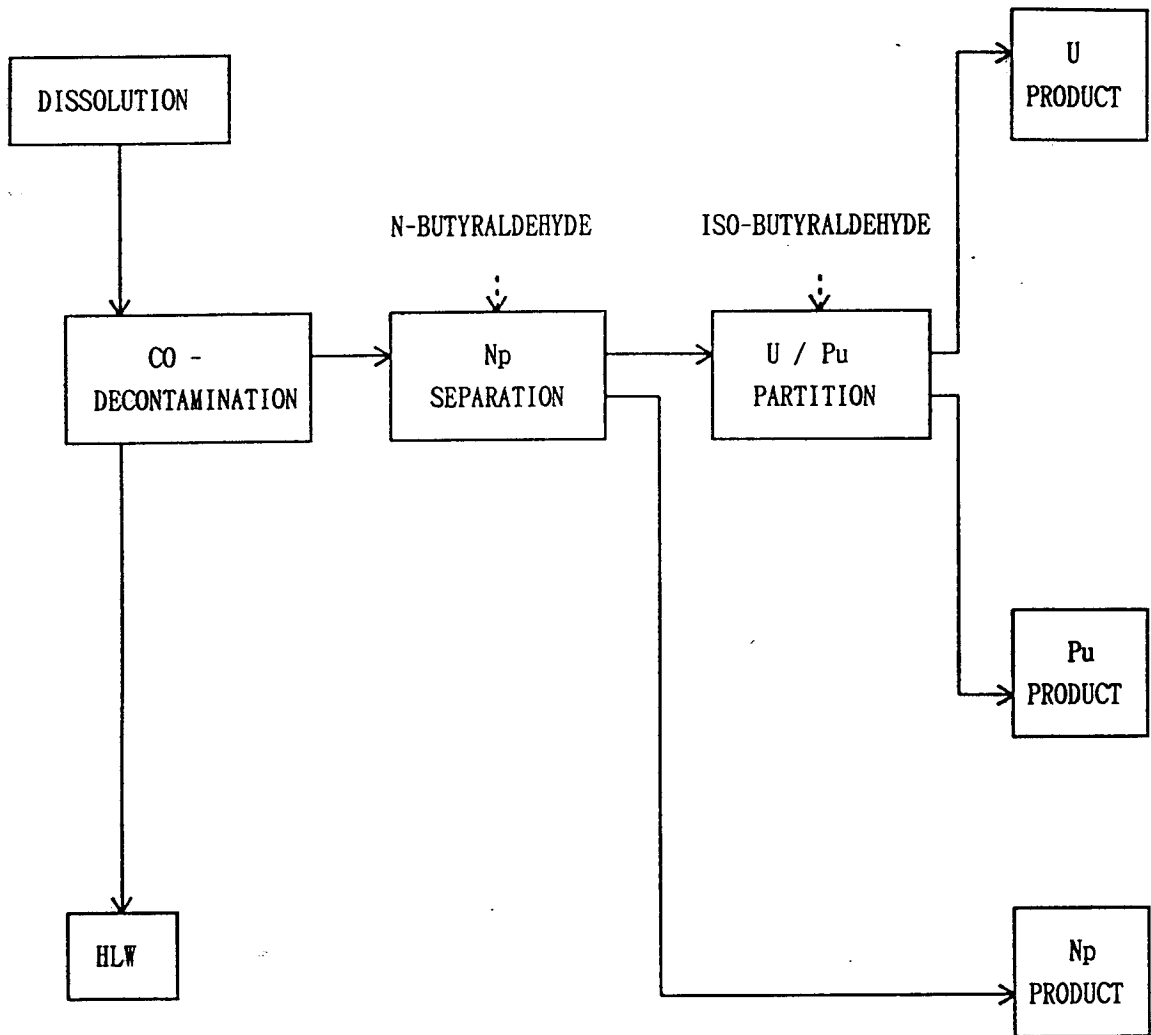 U
PRODUCT
DISSOLUTION
N-BUTYRALDEHYDE
ISO-BUTYRALDEHYDE
CO -
DECONTAMINATION
Np
SEPARATION
U / Pu
PARTITION
Pu
PRODUCT
HLW
Np
PRODUCT